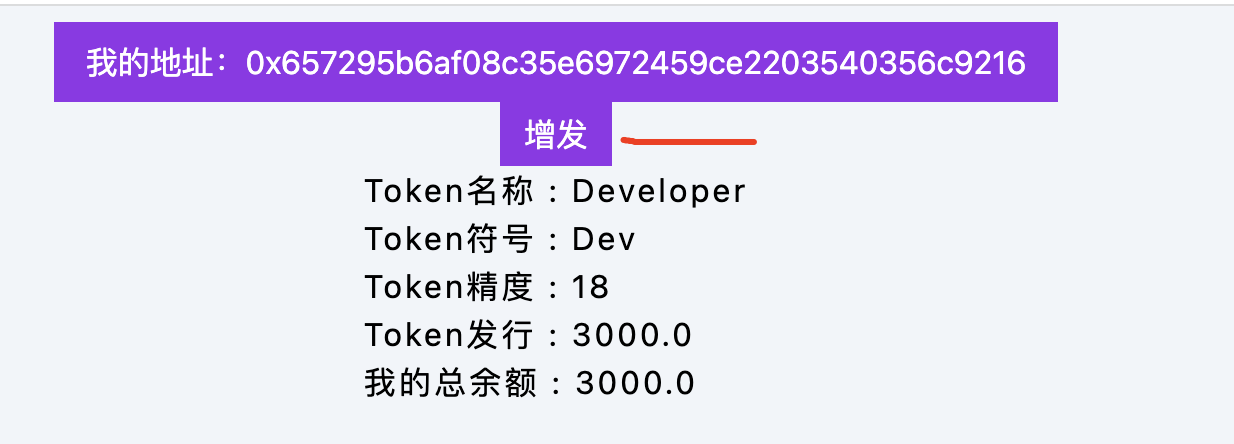 我的地址：0x657295b6af08c35e6972459ce2203540356c9216
增发
Token名称：Developer
Token符号：Dev
Token精度：18
Token发行：3000.0
我的总余额：3000.0